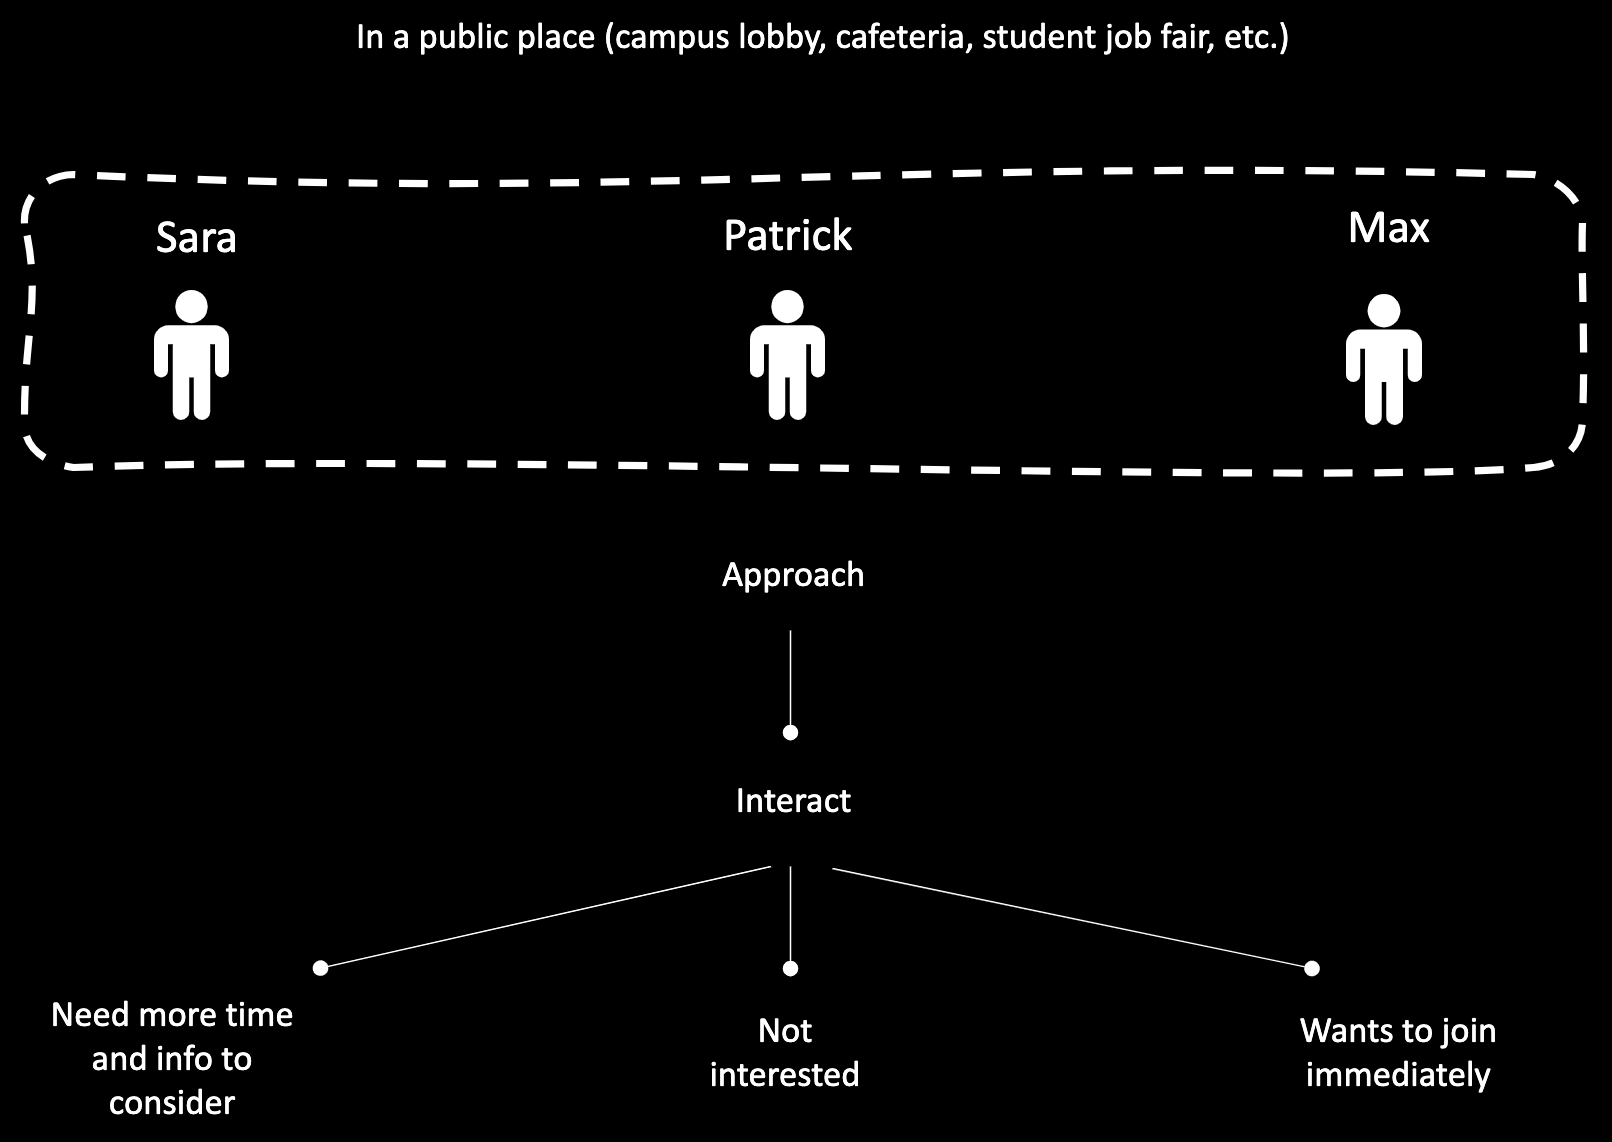 In a public place (campus lobby, cafeteria, student job fair, etc.)
Sara
Patrick
Max
Approach
Interact
Need more time
and info to
consider
Not
interested
Wants to join
immediately